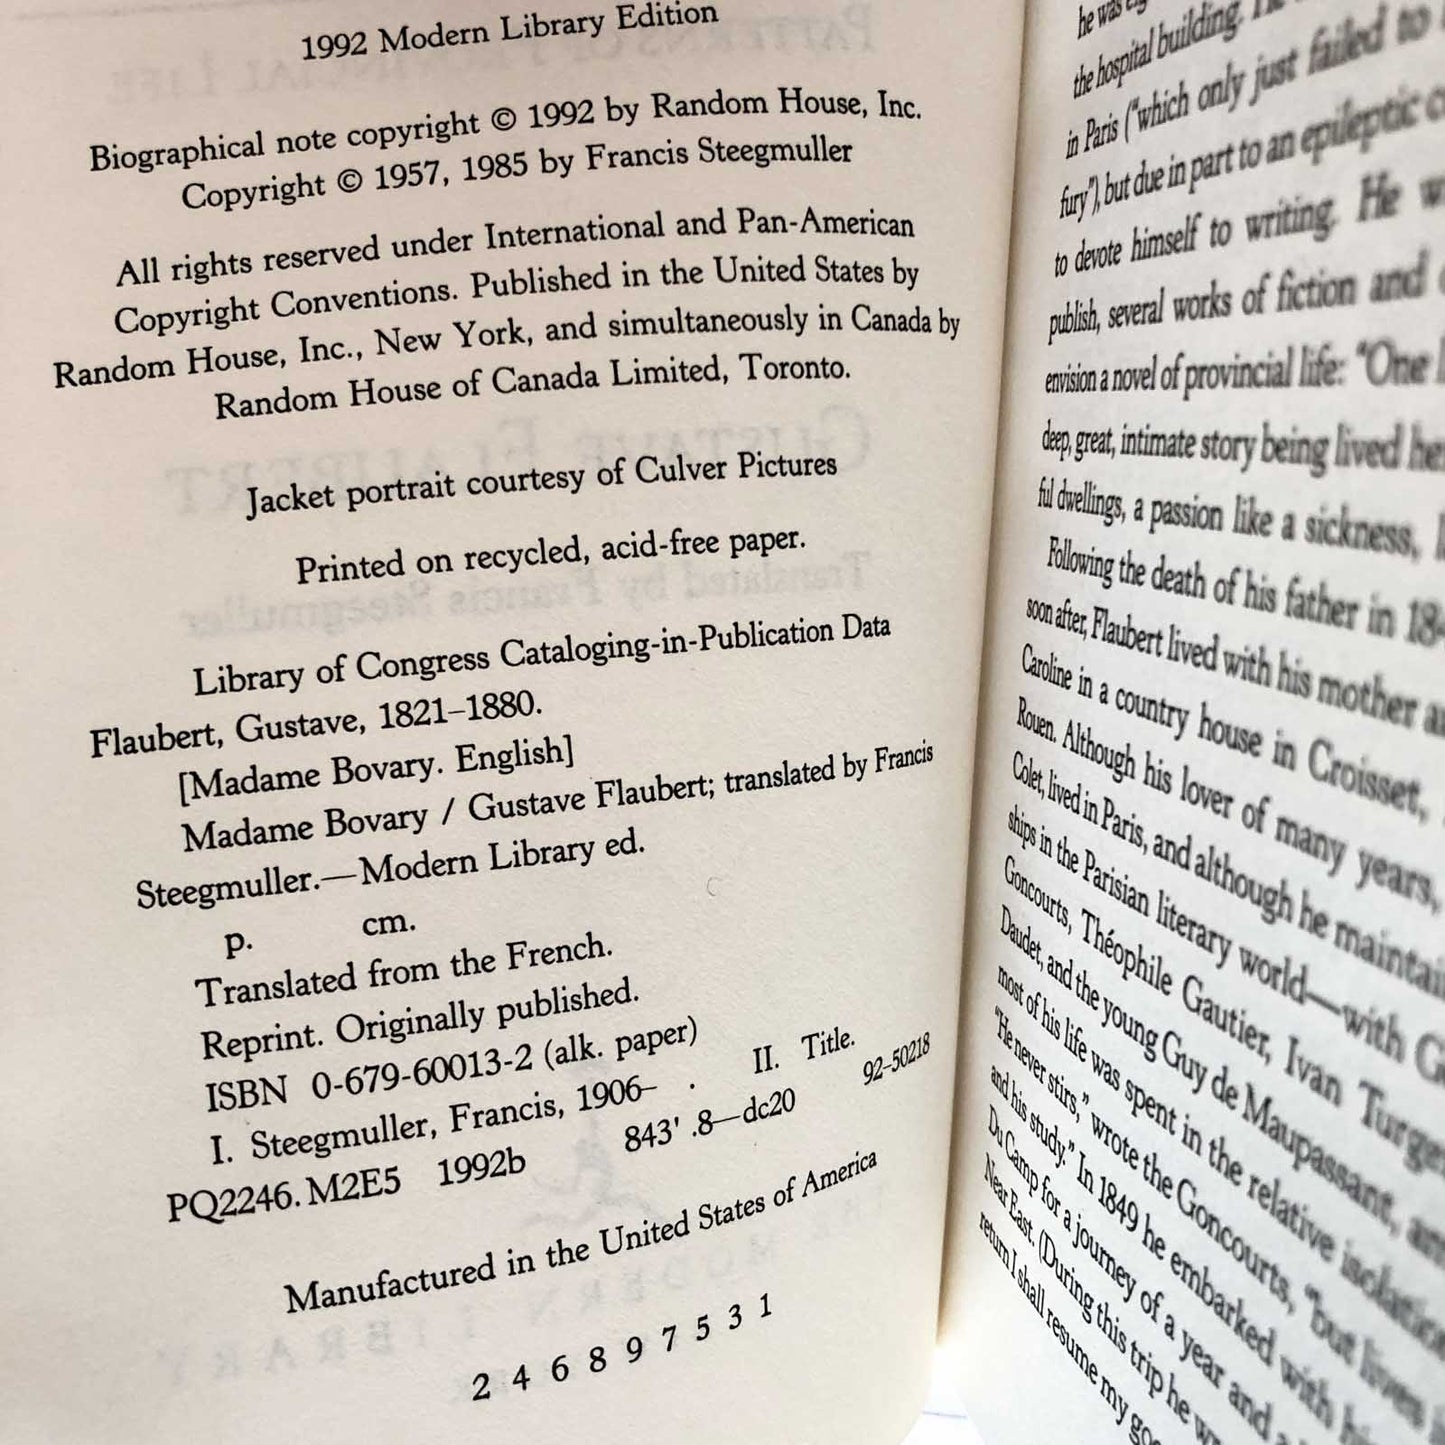 1992 Modern Library Edition
Biographical note copyright © 1992 by Random House, Inc.
Copyright © 1957, 1985 by Francis Steegmuller
All rights reserved under International and Pan-American
Copyright Conventions. Published in the United States by
Random House, Inc., New York, and simultaneously in Canada by
Random House of Canada Limited, Toronto.
Jacket portrait courtesy of Culver Pictures
Printed on recycled, acid-free paper.
Library of Congress Cataloging-in-Publication Data
Flaubert, Gustave, 1821–1880.
[Madame Bovary. English]
Madame Bovary / Gustave Flaubert; translated by Francis
Steegmuller.—Modern Library ed.
p. cm.
Translated from the French.
Reprint. Originally published.
ISBN 0-679-60013-2 (alk. paper)
I. Steegmuller, Francis, 1906– . II. Title.
PQ2246.M2E5 1992b 843'.8—dc20 92-50218
Manufactured in the United States of America
2 4 6 8 9 7 5 3 1
he was
the hospital building.
in Paris ("which only just failed to
fury"), but due in part to an epileptic
to devote himself to writing. He
publish, several works of fiction and
envision a novel of provincial life: "One
deep, great, intimate story being lived
ful dwellings, a passion like a sickness,
Following the death of his father in
soon after, Flaubert lived with his mother
Caroline in a country house in Croisset,
Rouen. Although his lover of many years,
Colet, lived in Paris, and although he
ships in the Parisian literary world—with
Goncourts, Théophile Gautier, Ivan
Daudet, and the young Guy de Maupassant,
most of his life was spent in the relative
"He never stirs," wrote the Goncourts, "but lives
and his study." In 1849 he embarked with
Du Camp for a journey of a year and
Near East. (During this trip he
return I shall resume my